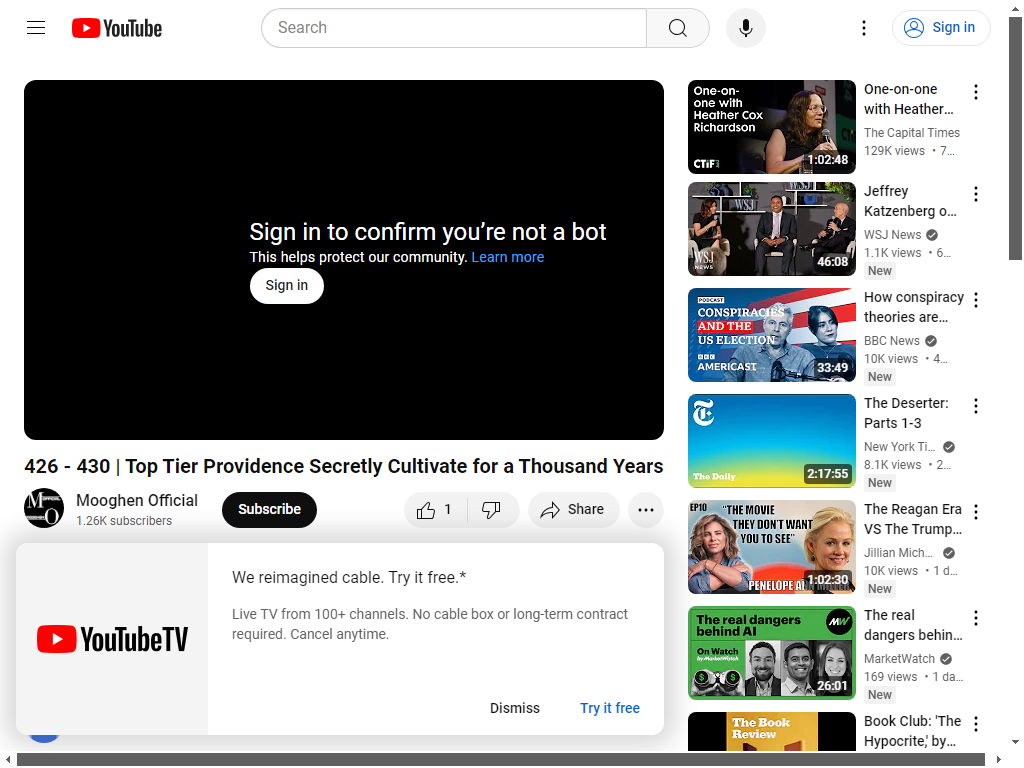 YouTube
Search
Sign in
Sign in to confirm you’re not a bot
This helps protect our community. Learn more
Sign in
426 - 430 | Top Tier Providence Secretly Cultivate for a Thousand Years
Mooghen Official
1.26K subscribers
Subscribe
1
Share
We reimagined cable. Try it free.*
Live TV from 100+ channels. No cable box or long-term contract
required. Cancel anytime.
YouTubeTV
Dismiss
Try it free
One-on-
one with
Heather Cox
Richardson
CTiF
1:02:48
One-on-one
with Heather...
The Capital Times
129K views • 7...
WSJ
WSJ
WSJ
NEWS
46:08
Jeffrey
Katzenberg o...
WSJ News
1.1K views • 6...
New
PODCAST
CONSPIRACIES
AND THE
US ELECTION
BBC
AMERICAST
33:49
How conspiracy
theories are...
BBC News
10K views • 4...
New
The Daily
2:17:55
The Deserter:
Parts 1-3
New York Ti...
8.1K views • 2...
New
EP10
"THE MOVIE
THEY DON'T WANT
YOU TO SEE"
PENELOPE
1:02:30
The Reagan Era
VS The Trump...
Jillian Mich...
10K views • 1 d...
New
The real dangers
behind AI
MW
On Watch
by MarketWatch
26:01
The real
dangers behin...
MarketWatch
169 views • 1 da...
New
The Book
Review
Book Club: 'The
Hypocrite,' by...